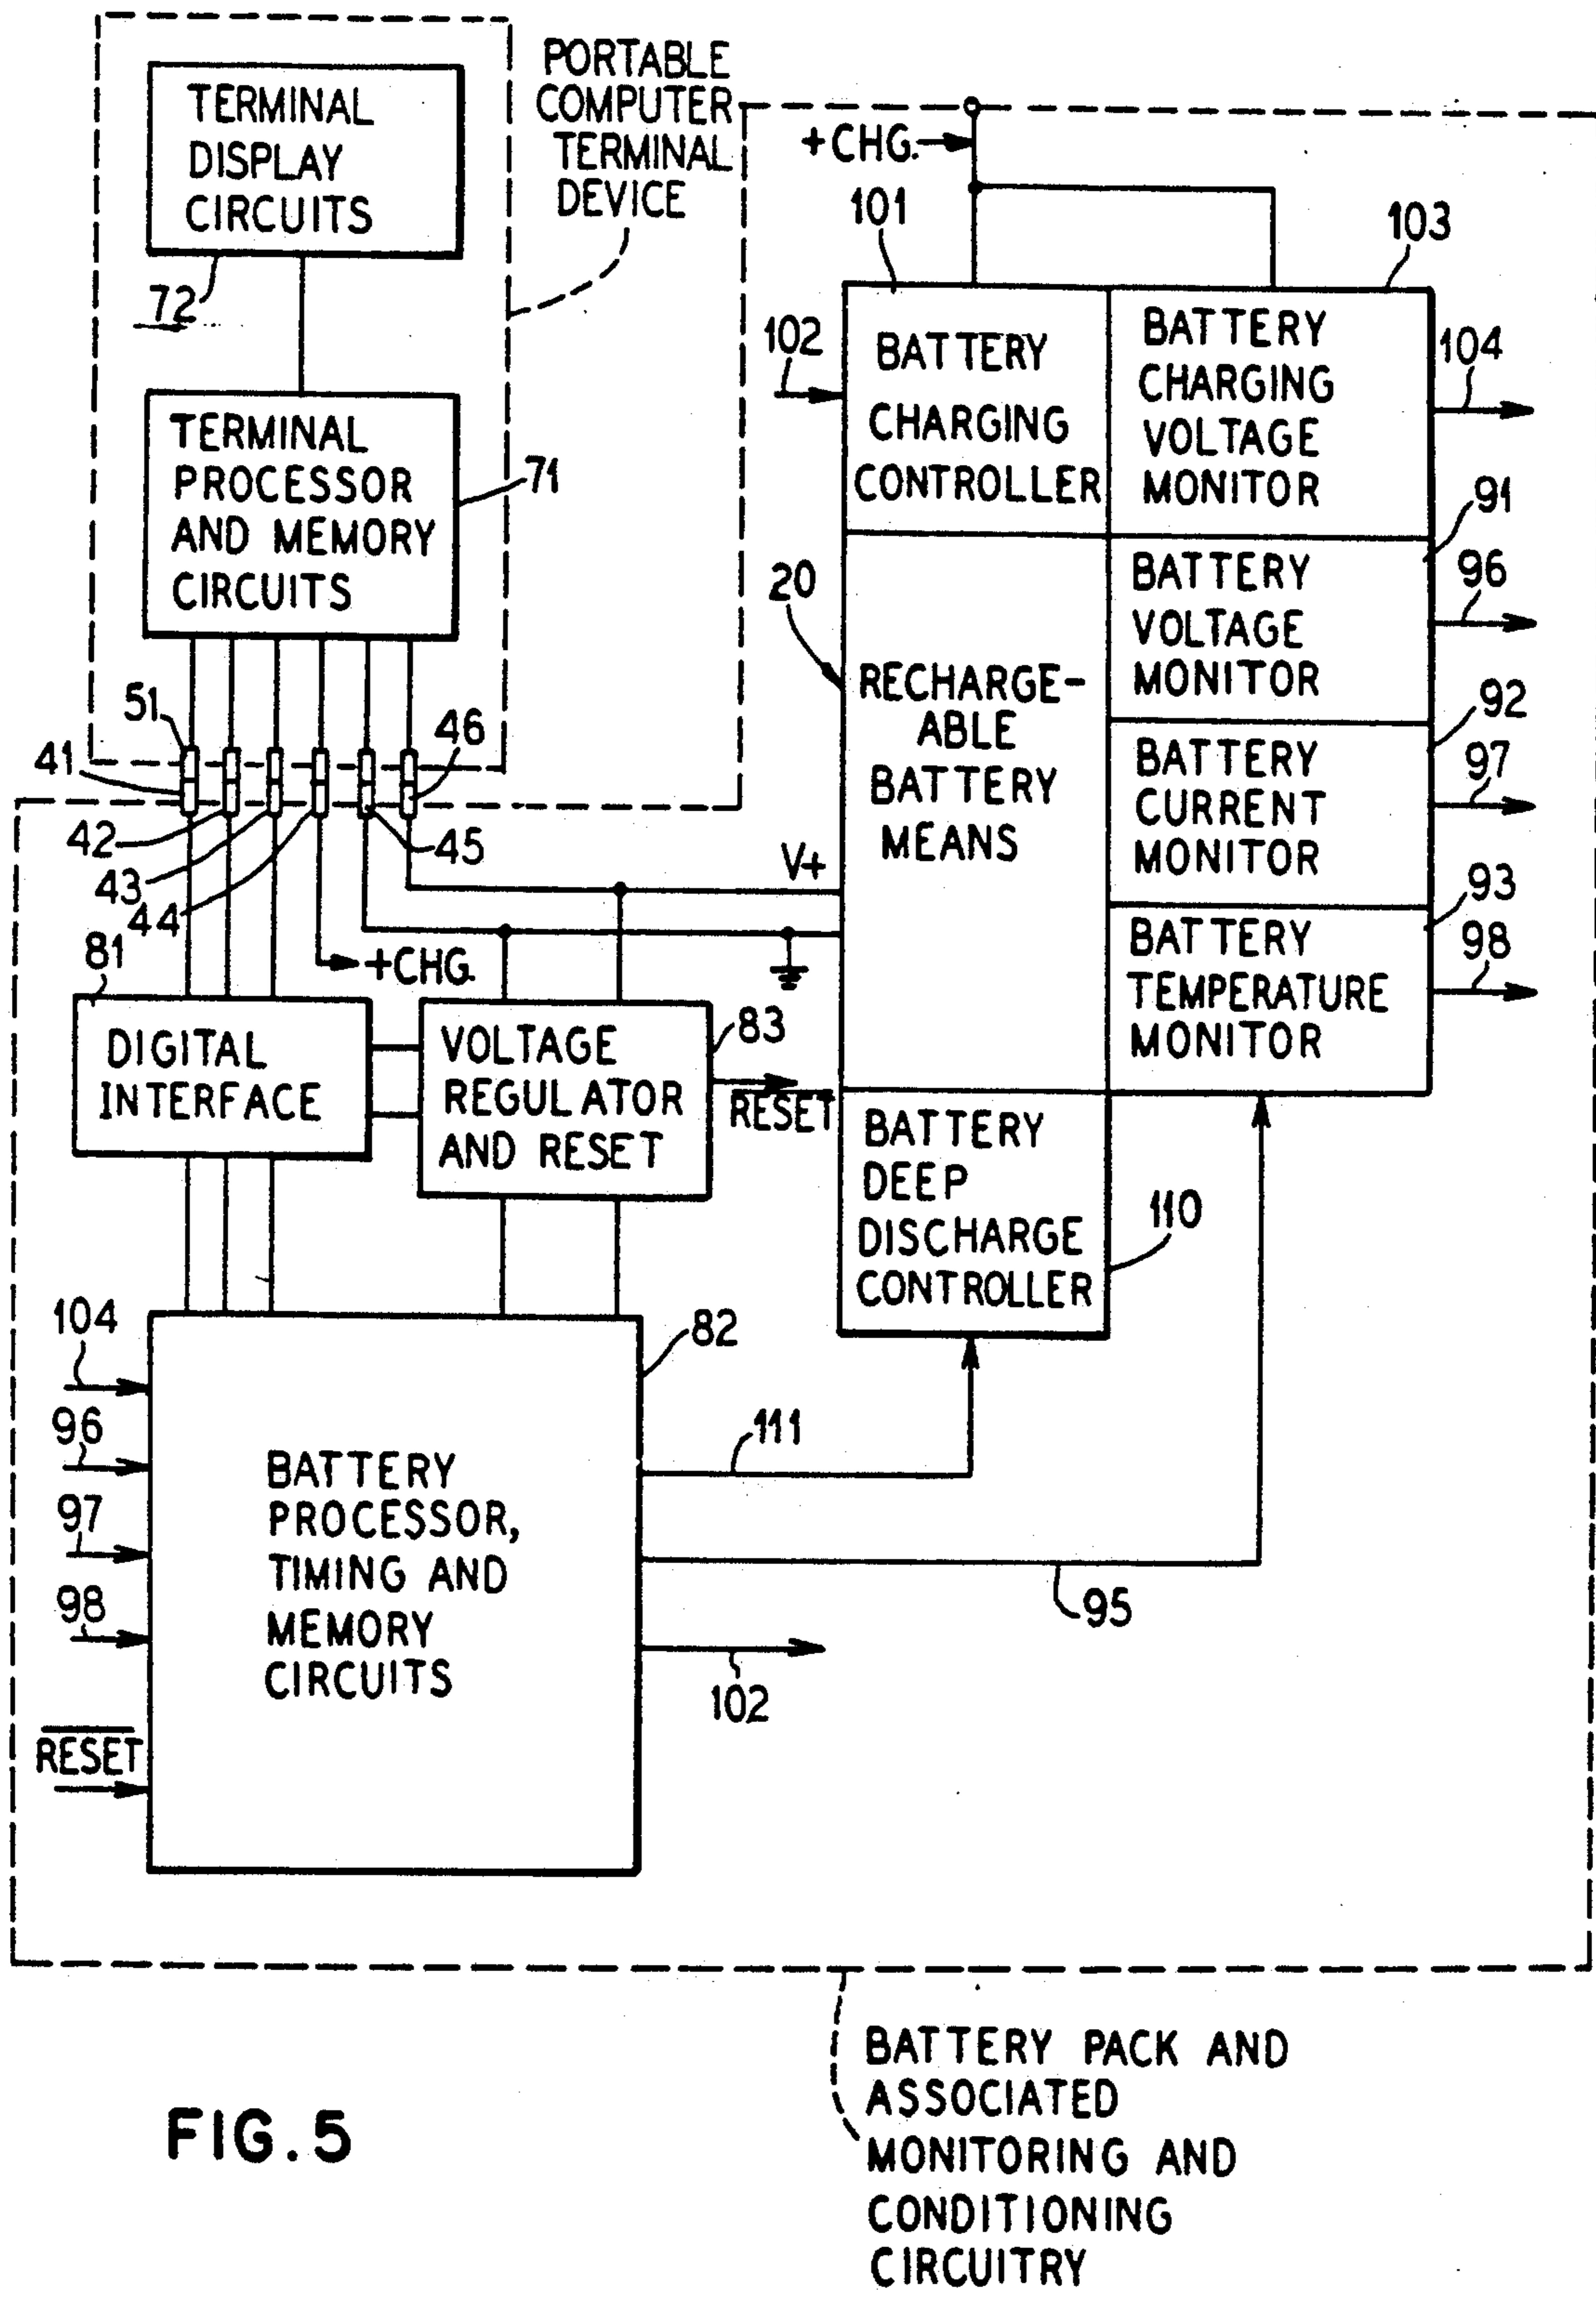 PORTABLE
COMPUTER
TERMINAL
DEVICE
TERMINAL
DISPLAY
CIRCUITS
72
TERMINAL
PROCESSOR
AND MEMORY
CIRCUITS
71
51
41
42
43
44
45
46
+CHG.
V+
81
DIGITAL
INTERFACE
VOLTAGE
REGULATOR
AND RESET
83
RESET
+CHG.
101
103
102
BATTERY
CHARGING
CONTROLLER
BATTERY
CHARGING
VOLTAGE
MONITOR
104
91
20
RECHARGE-
ABLE
BATTERY
MEANS
BATTERY
VOLTAGE
MONITOR
96
92
BATTERY
CURRENT
MONITOR
97
93
BATTERY
TEMPERATURE
MONITOR
98
BATTERY
DEEP
DISCHARGE
CONTROLLER
110
104
96
97
98
RESET
82
BATTERY
PROCESSOR,
TIMING AND
MEMORY
CIRCUITS
111
95
102
BATTERY PACK AND
ASSOCIATED
MONITORING AND
CONDITIONING
CIRCUITRY
FIG. 5